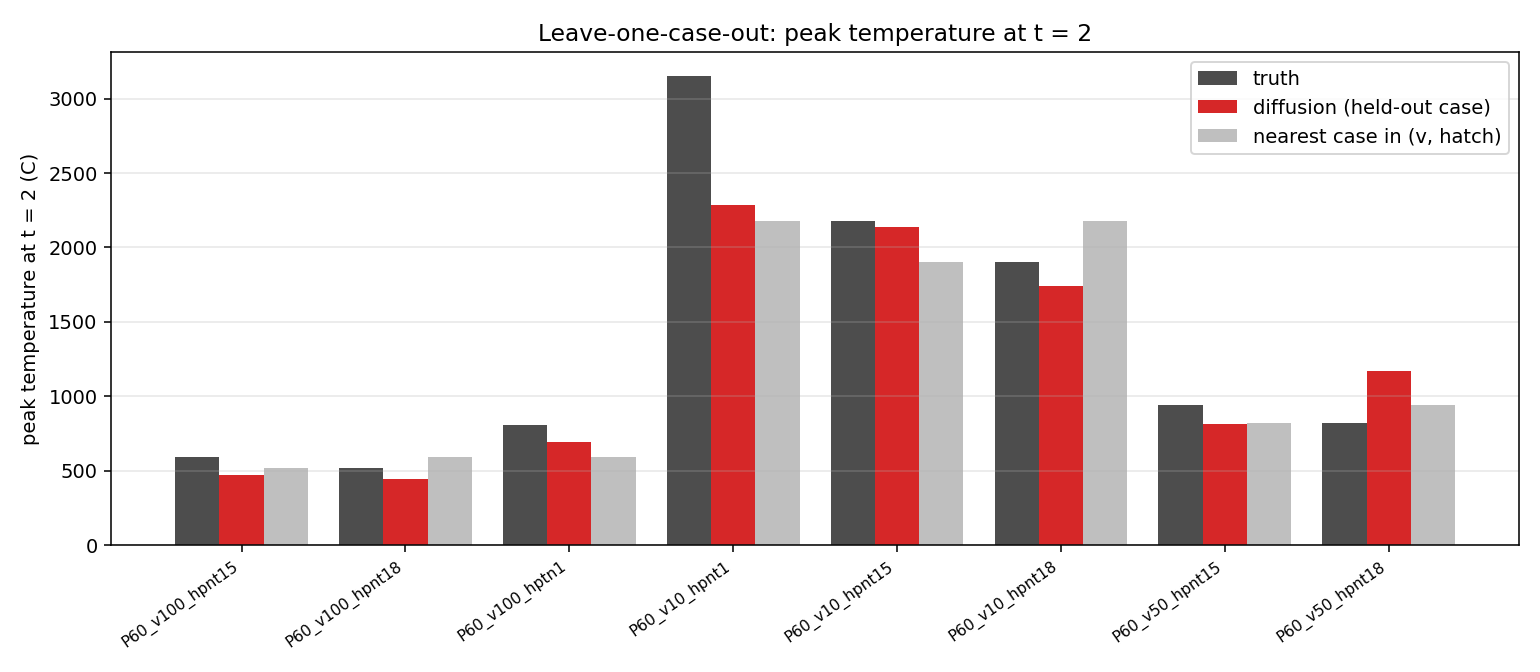 Leave-one-case-out: peak temperature at t = 2
truth
diffusion (held-out case)
nearest case in (v, hatch)
peak temperature at t = 2 (C)
3000
2500
2000
1500
1000
500
0
P60_v100_hpnt15
P60_v100_hpnt18
P60_v100_hptn1
P60_v10_hpnt1
P60_v10_hpnt15
P60_v10_hpnt18
P60_v50_hpnt15
P60_v50_hpnt18